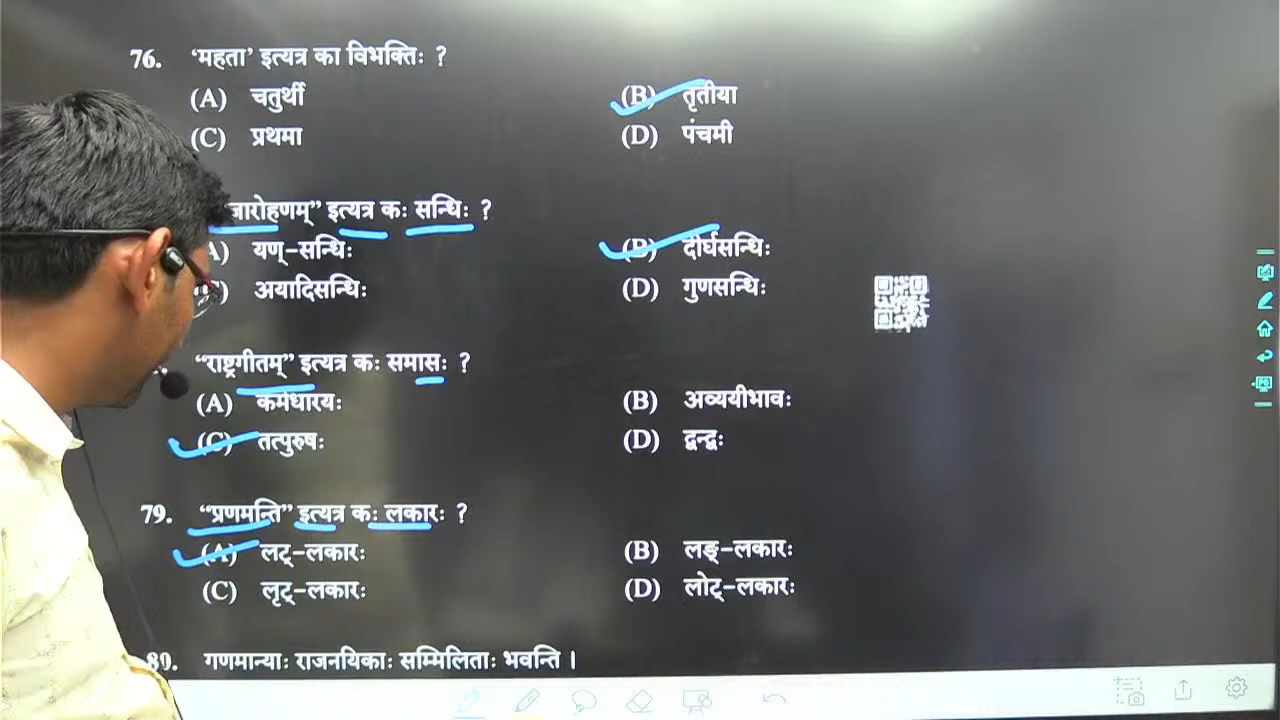 76. ‘महता’ इत्यत्र का विभक्तिः ?
(A) चतुर्थी (B) तृतीया
(C) प्रथमा (D) पंचमी
इत्यत्र कः सन्धिः ?
यण्-सन्धिः (B) दीर्घसन्धिः
अयादिसन्धिः (D) गुणसन्धिः
“राष्ट्रगीतम्” इत्यत्र कः समासः ?
(A) कर्मधारयः (B) अव्ययीभावः
(C) तत्पुरुषः (D) द्वन्द्वः
79. “प्रणमन्ति” इत्यत्र कः लकारः ?
(A) लट्-लकारः (B) लङ्-लकारः
(C) लृट्-लकारः (D) लोट्-लकारः
80. गणमान्याः राजनयिकाः सम्मिलिताः भवन्ति ।